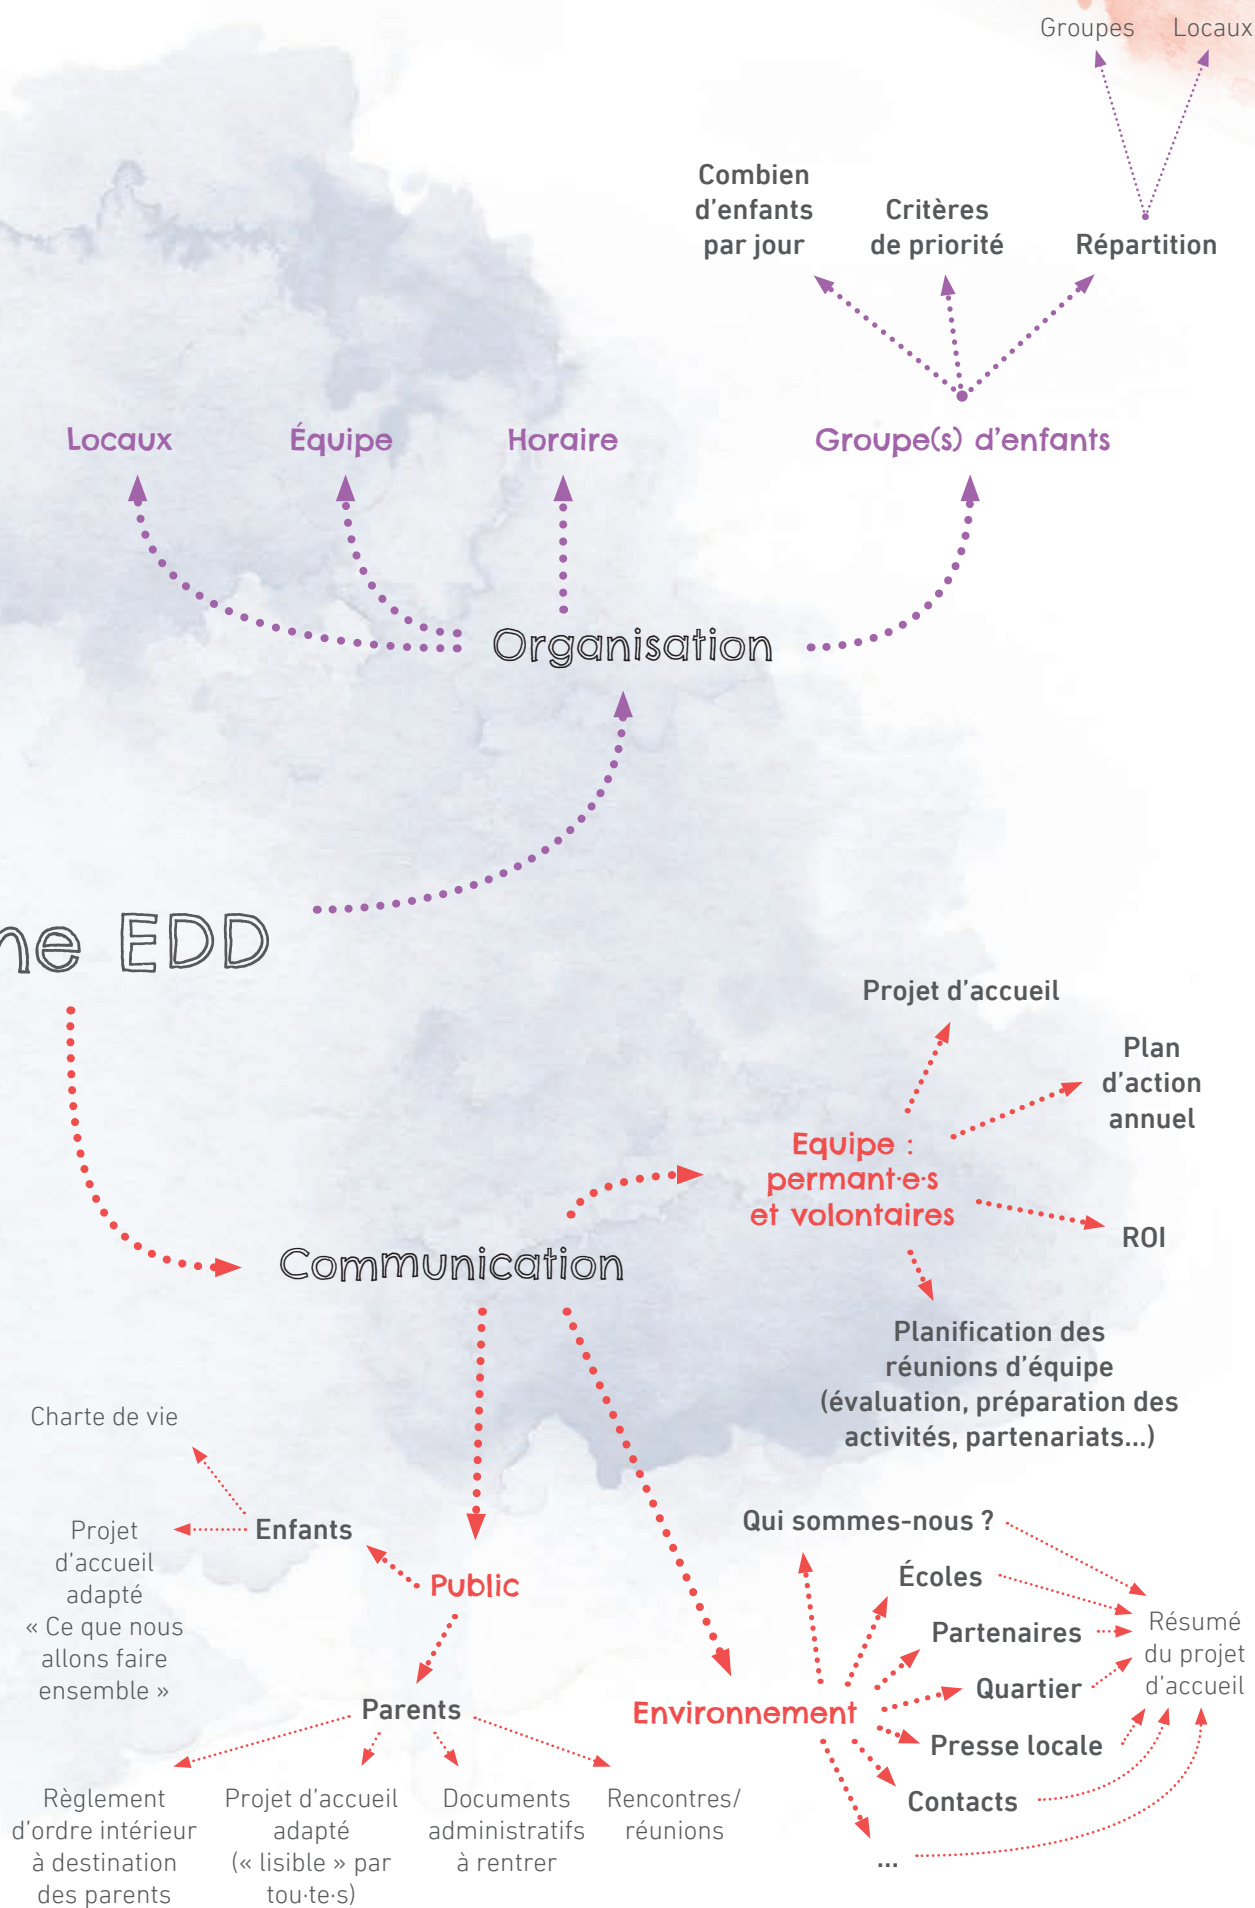 Groupes
Locaux
Combien
d'enfants
par jour
Critères
de priorité
Répartition
Locaux
Équipe
Horaire
Groupe(s) d'enfants
Organisation
ne EDD
Projet d'accueil
Plan
d'action
annuel
Equipe :
permant·e·s
et volontaires
ROI
Communication
Planification des
réunions d'équipe
(évaluation, préparation des
activités, partenariats...)
Charte de vie
Enfants
Projet
d'accueil
adapté
« Ce que nous
allons faire
ensemble »
Public
Parents
Règlement
d'ordre intérieur
à destination
des parents
Projet d'accueil
adapté
(« lisible » par
tou·te·s)
Documents
administratifs
à rentrer
Rencontres/
réunions
Environnement
Qui sommes-nous ?
Écoles
Partenaires
Quartier
Presse locale
Contacts
...
Résumé
du projet
d'accueil